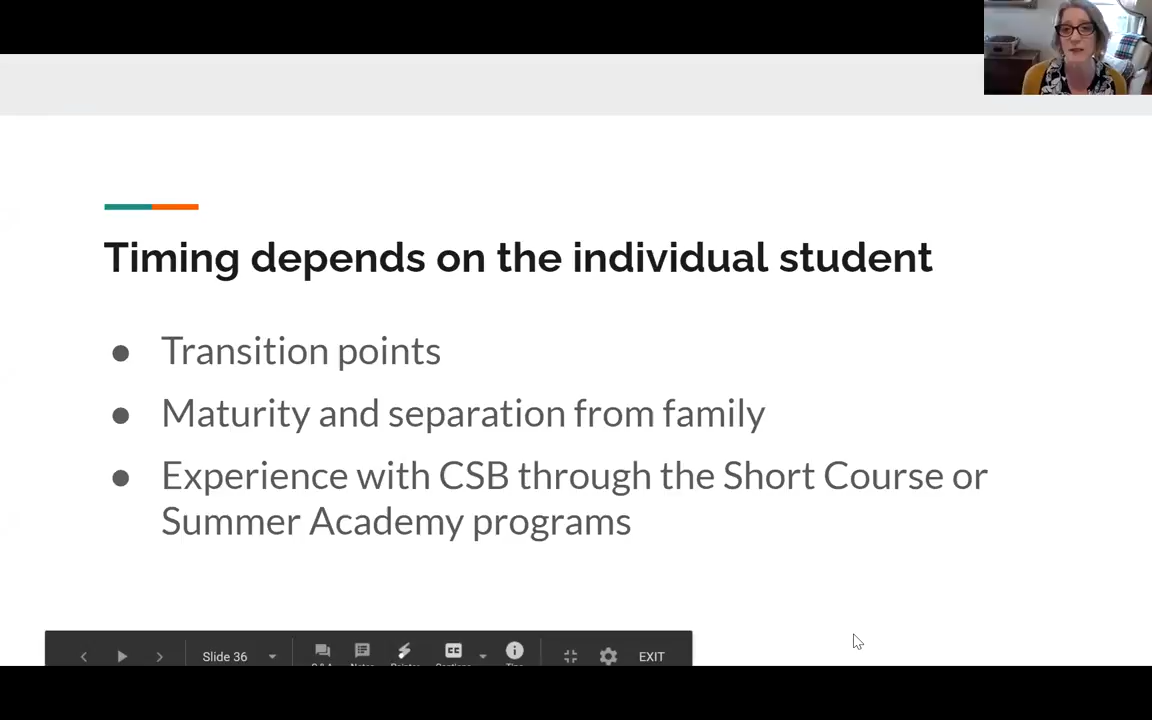 Timing depends on the individual student
● Transition points
● Maturity and separation from family
● Experience with CSB through the Short Course or
Summer Academy programs
Slide 36
EXIT